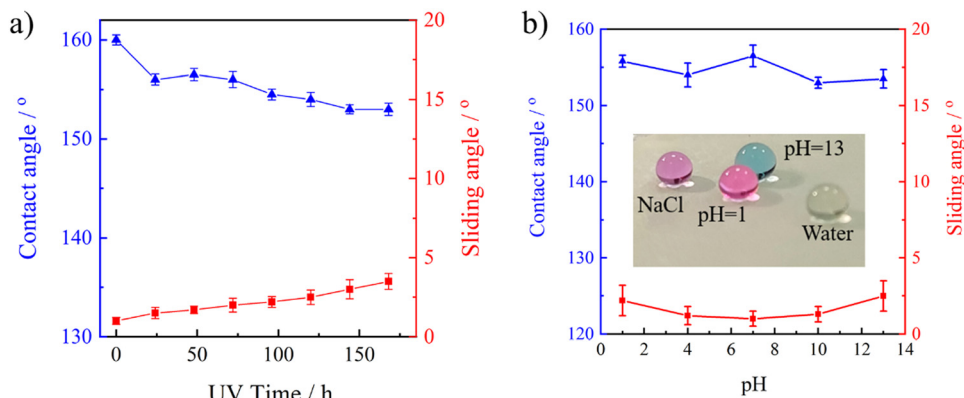 a)
160
150
140
130
Contact angle / °
0
50
100
150
UV Time / h
20
15
10
5
0
Sliding angle / °
b)
160
150
140
130
120
Contact angle / °
0
2
4
6
8
10
12
14
pH
20
15
10
5
0
Sliding angle / °
pH=13
NaCl
pH=1
Water